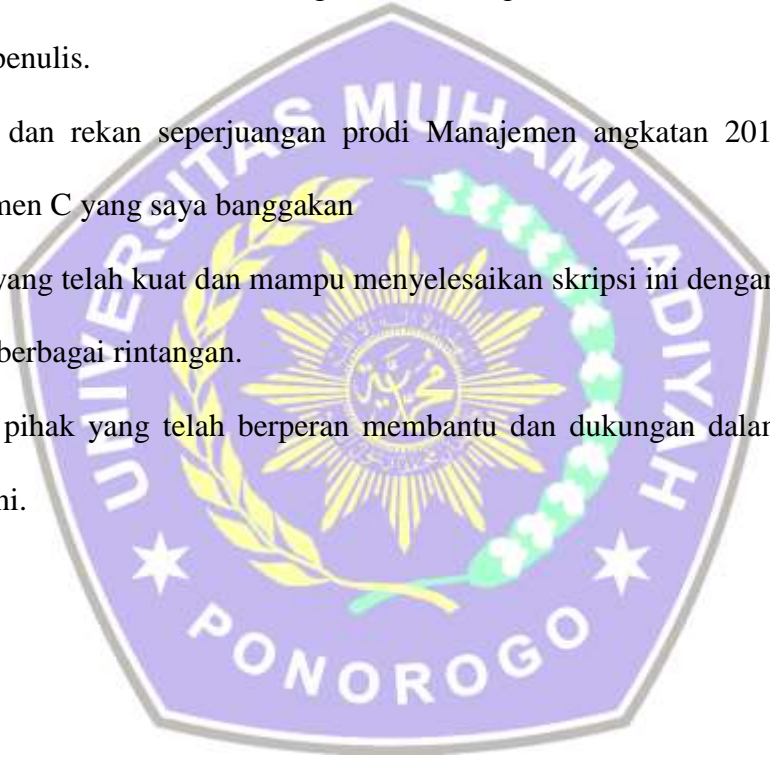 penulis.
dan rekan seperjuangan prodi Manajemen angkatan 201
men C yang saya banggakan
yang telah kuat dan mampu menyelesaikan skripsi ini dengan
berbagai rintangan.
pihak yang telah berperan membantu dan dukungan dalam
ni.
UNIVERSITAS MUHAMMADIYAH
PONOROGO